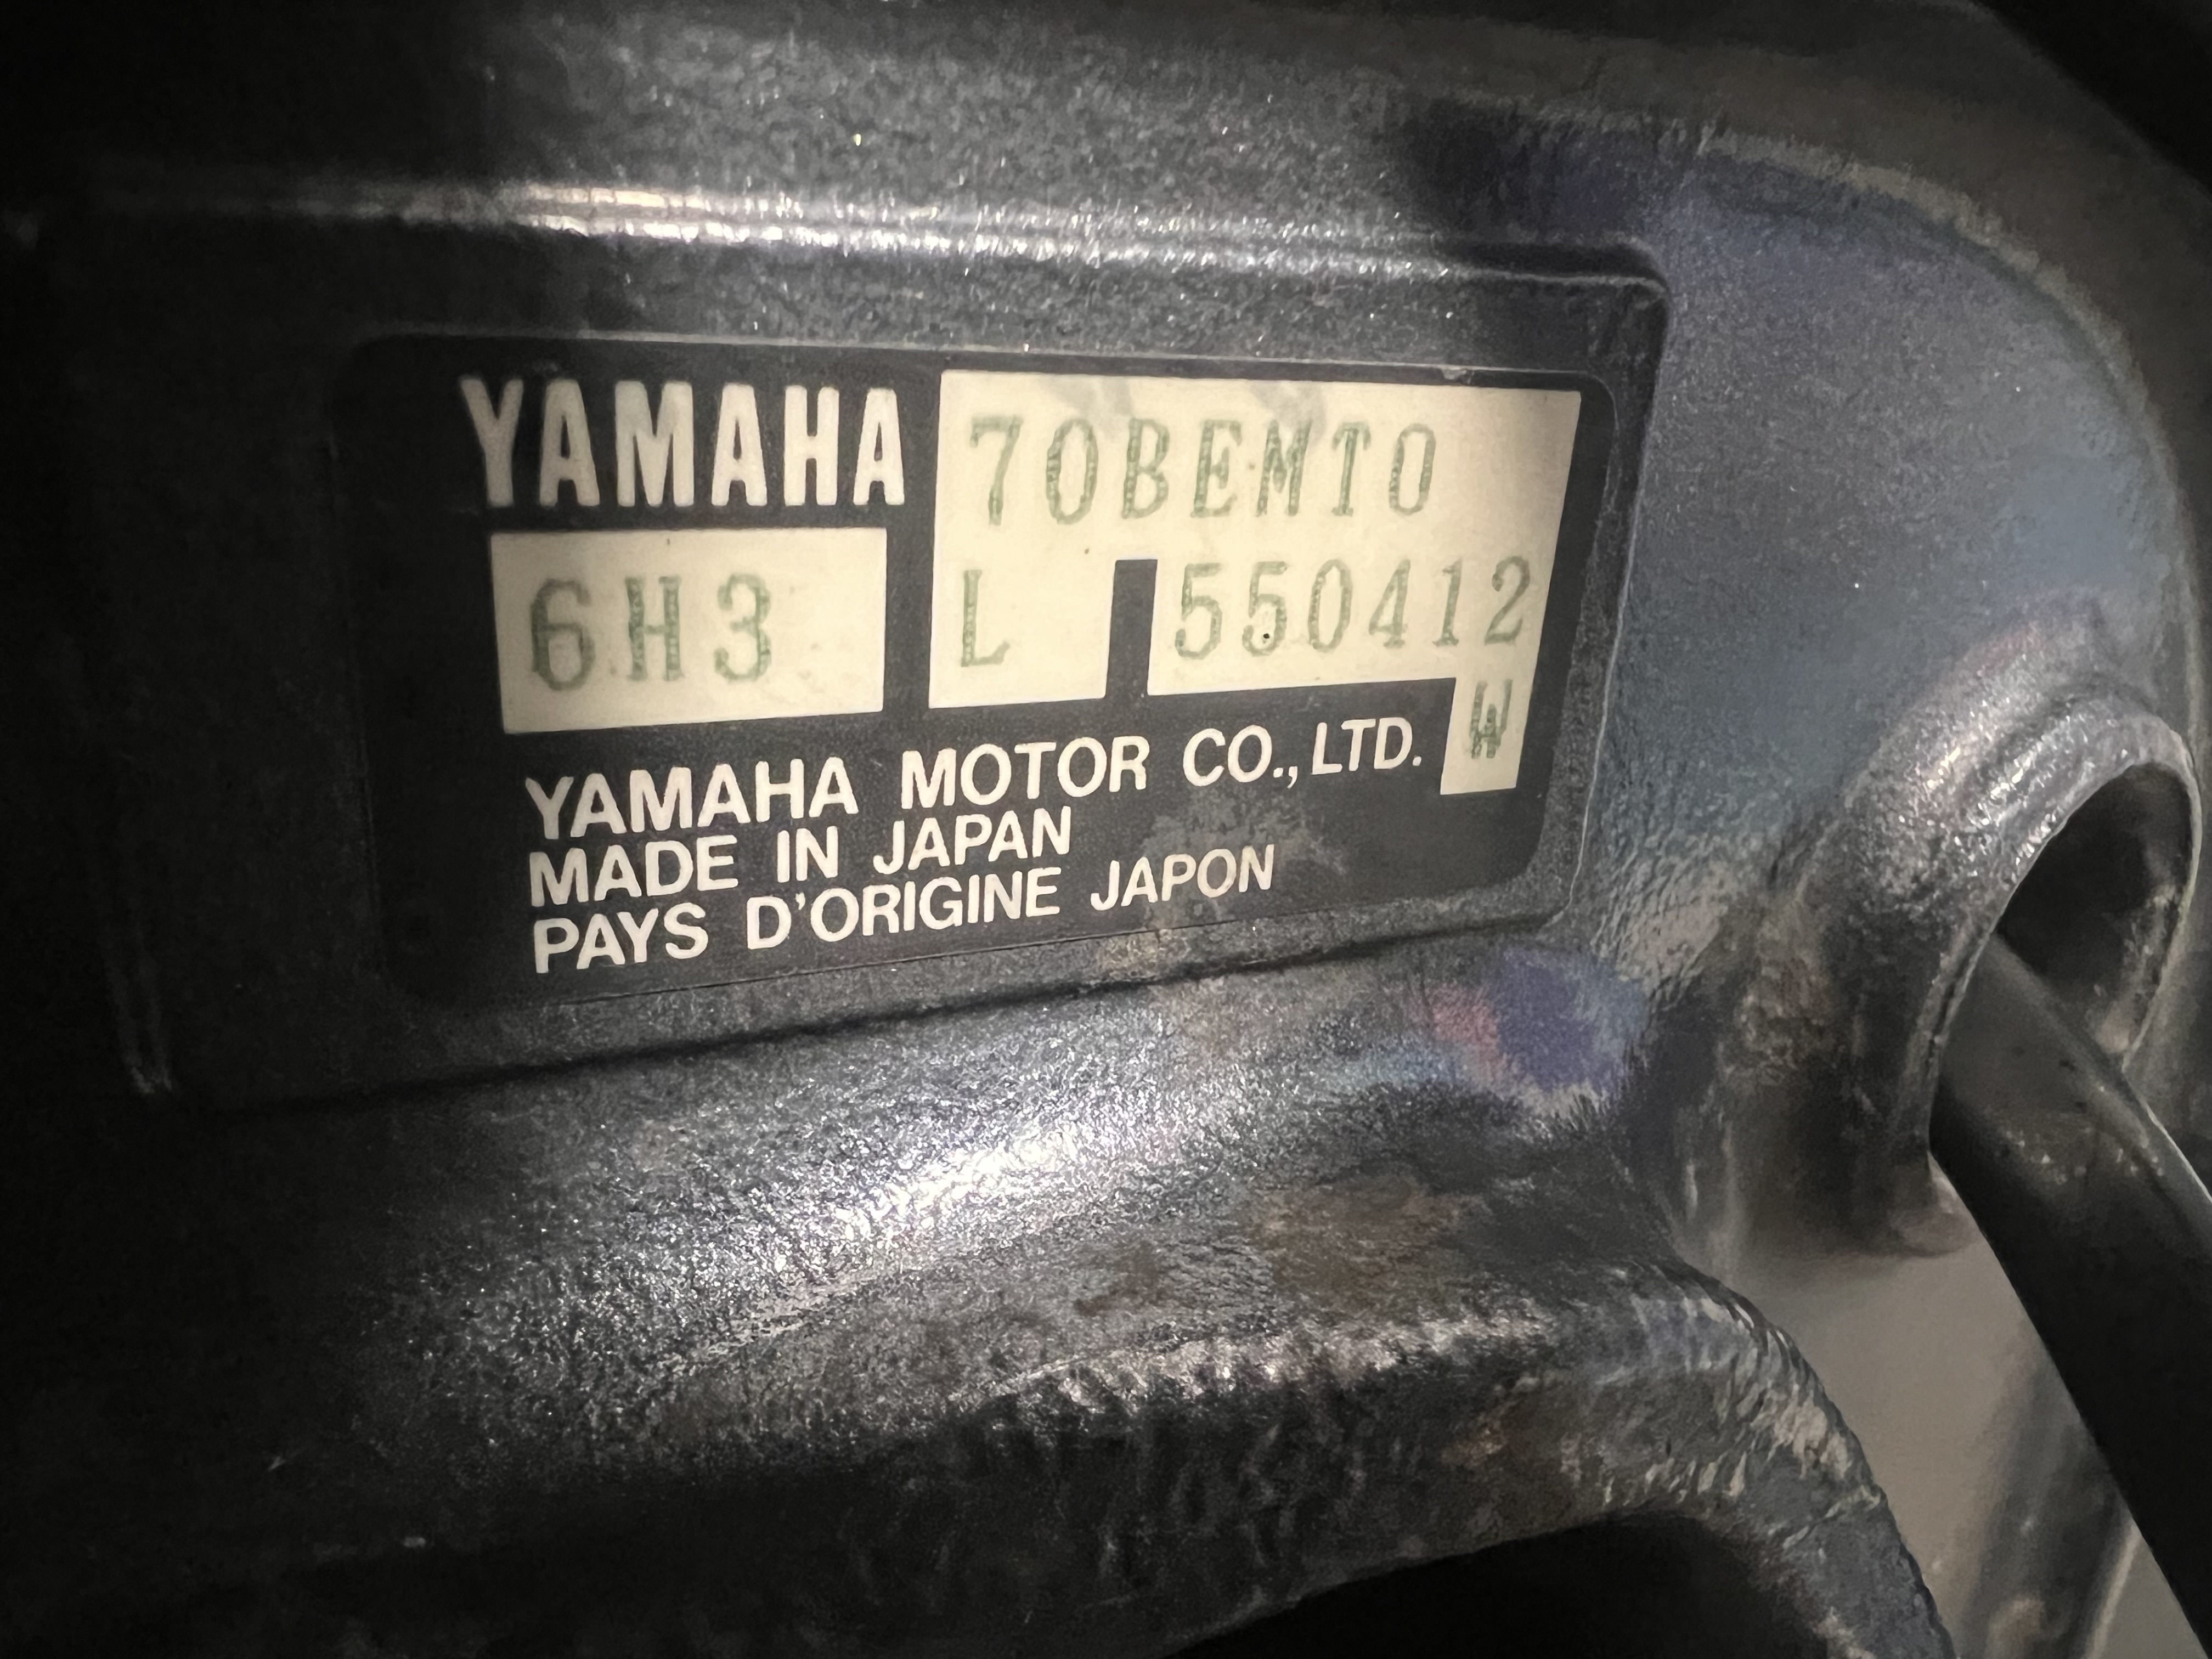 YAMAHA 70BEMTO
6H3 L 550412
W
YAMAHA MOTOR CO., LTD.
MADE IN JAPAN
PAYS D'ORIGINE JAPON